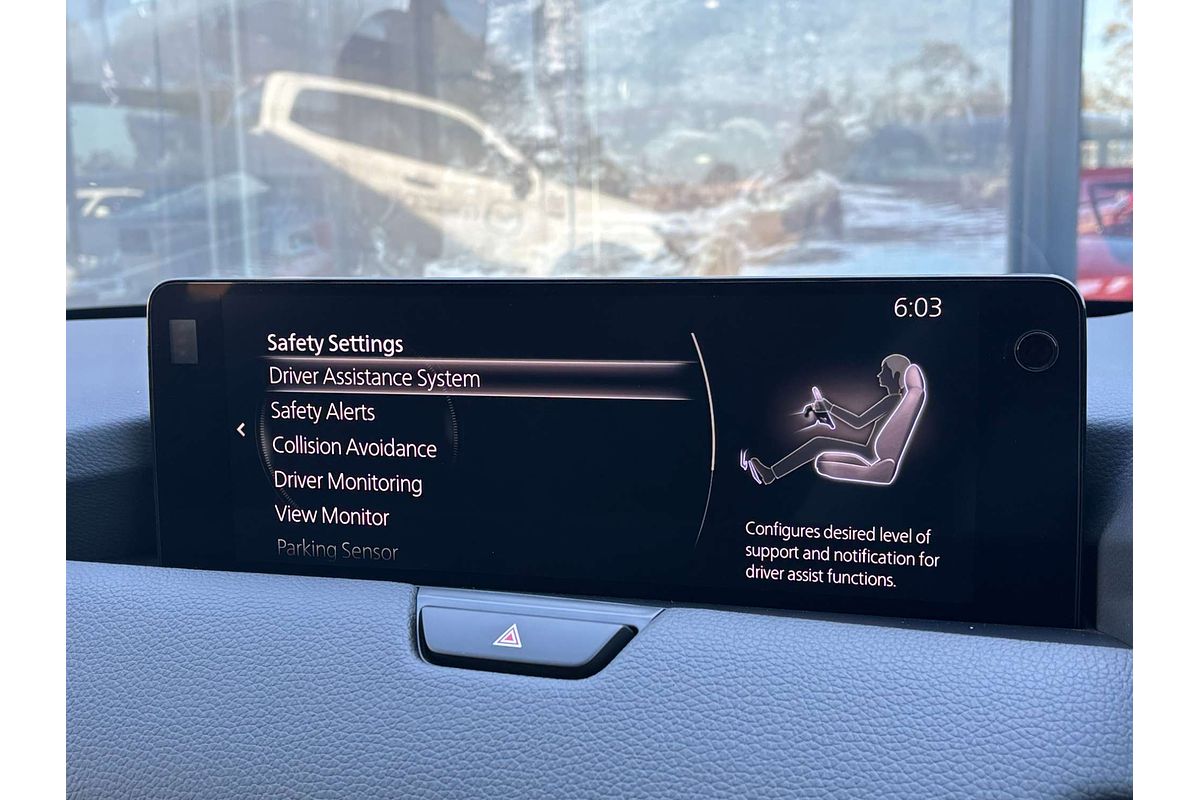 6:03
Safety Settings
Driver Assistance System
Safety Alerts
Collision Avoidance
Driver Monitoring
View Monitor
Parking Sensor
Configures desired level of
support and notification for
driver assist functions.